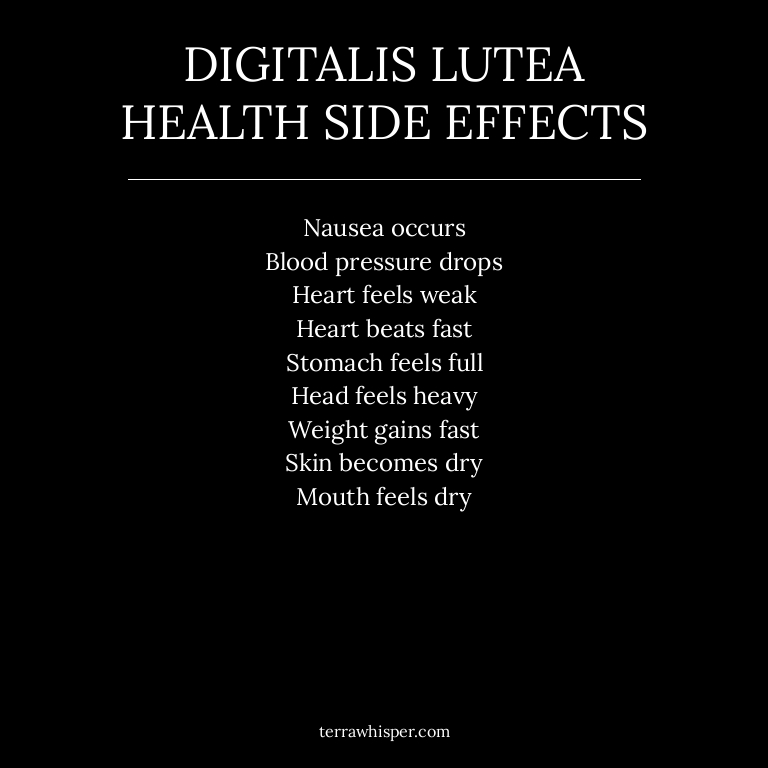 DIGITALIS LUTEA
HEALTH SIDE EFFECTS
Nausea occurs
Blood pressure drops
Heart feels weak
Heart beats fast
Stomach feels full
Head feels heavy
Weight gains fast
Skin becomes dry
Mouth feels dry
terrawhisper.com